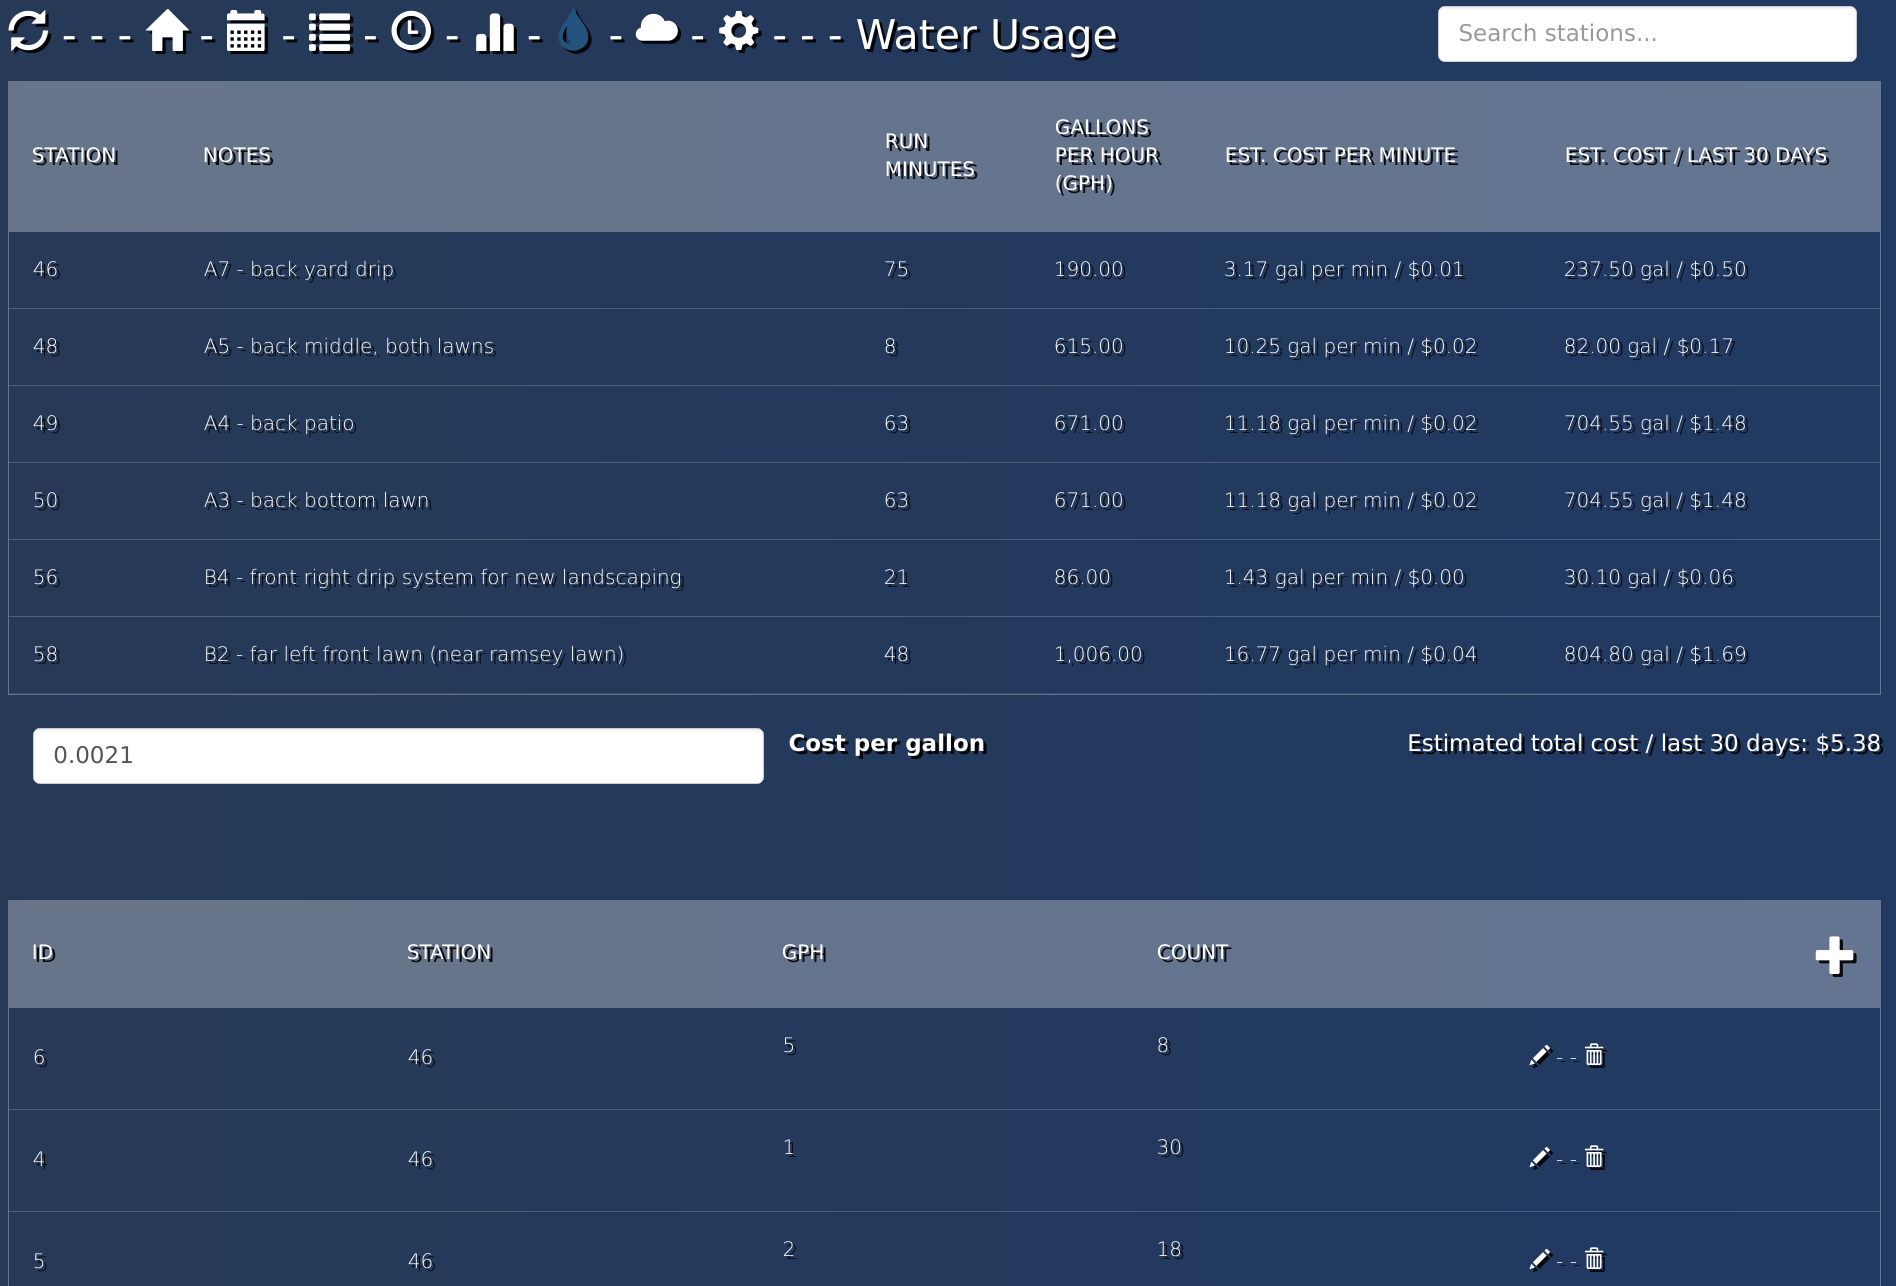 - - - - - - - - - - - - Water Usage Search stations...
STATION NOTES RUN MINUTES GALLONS PER HOUR (GPH) EST. COST PER MINUTE EST. COST / LAST 30 DAYS
46 A7 - back yard drip 75 190.00 3.17 gal per min / $0.01 237.50 gal / $0.50
48 A5 - back middle, both lawns 8 615.00 10.25 gal per min / $0.02 82.00 gal / $0.17
49 A4 - back patio 63 671.00 11.18 gal per min / $0.02 704.55 gal / $1.48
50 A3 - back bottom lawn 63 671.00 11.18 gal per min / $0.02 704.55 gal / $1.48
56 B4 - front right drip system for new landscaping 21 86.00 1.43 gal per min / $0.00 30.10 gal / $0.06
58 B2 - far left front lawn (near ramsey lawn) 48 1,006.00 16.77 gal per min / $0.04 804.80 gal / $1.69
0.0021 Cost per gallon Estimated total cost / last 30 days: $5.38
ID STATION GPH COUNT
6 46 5 8 - -
4 46 1 30 - -
5 46 2 18 - -